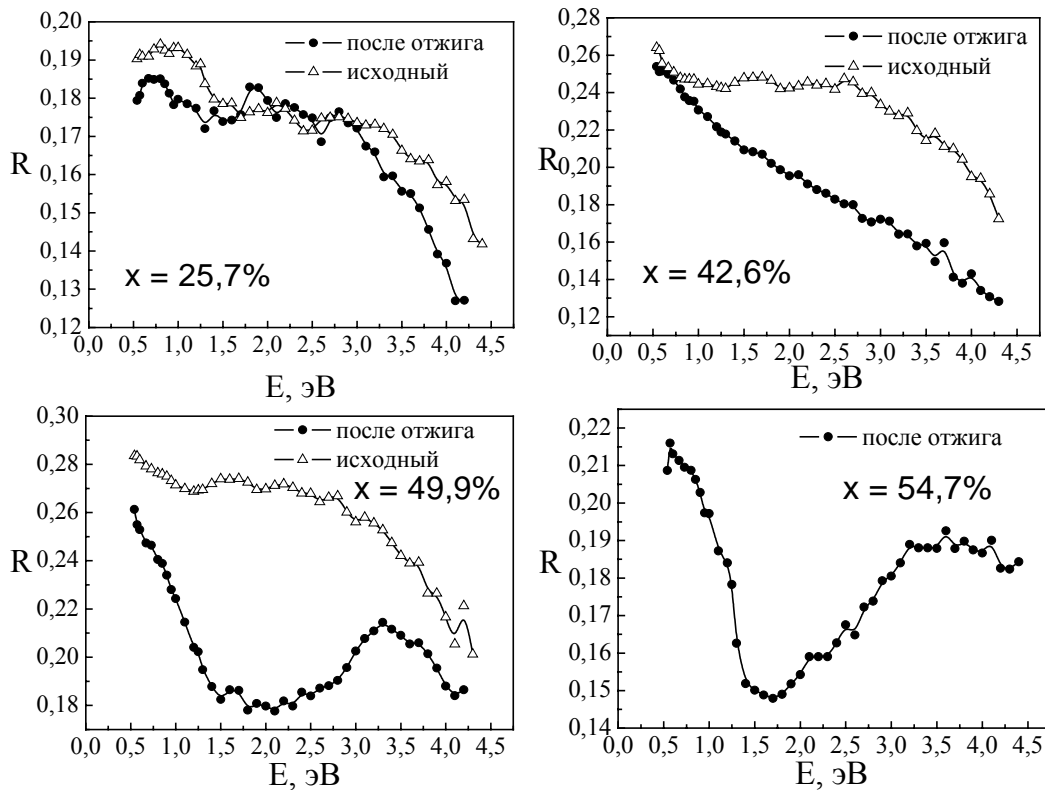 0,20
0,19
0,18
0,17
R
0,16
0,15
0,14
0,13
0,12
после отжига
исходный
x = 25,7%
0,0 0,5 1,0 1,5 2,0 2,5 3,0 3,5 4,0 4,5
E, эВ
0,28
0,26
0,24
0,22
R
0,20
0,18
0,16
0,14
0,12
после отжига
исходный
x = 42,6%
0,0 0,5 1,0 1,5 2,0 2,5 3,0 3,5 4,0 4,5
E, эВ
0,30
0,28
0,26
0,24
R
0,22
0,20
0,18
после отжига
исходный
x = 49,9%
0,0 0,5 1,0 1,5 2,0 2,5 3,0 3,5 4,0 4,5
E, эВ
0,22
0,21
0,20
0,19
R
0,18
0,17
0,16
0,15
0,14
после отжига
x = 54,7%
0,0 0,5 1,0 1,5 2,0 2,5 3,0 3,5 4,0 4,5
E, эВ